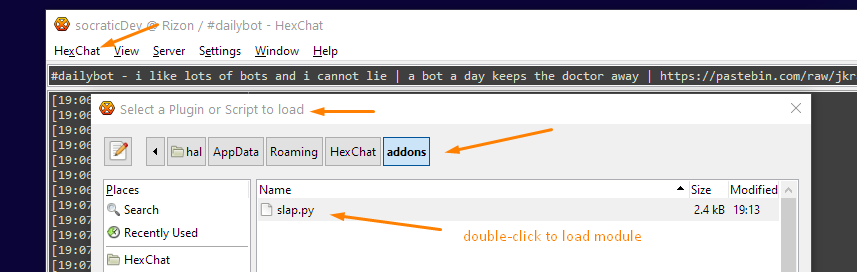 socraticDev @ Rizon / #dailybot - HexChat
HexChat View Server Settings Window Help
#dailybot - i like lots of bots and i cannot lie | a bot a day keeps the doctor away | https://pastebin.com/raw/jkr
[19:06
Select a Plugin or Script to load
[19:06
[19:06
[19:06
hal AppData Roaming HexChat addons
[19:06
[19:06
[19:06
Places Name Size Modified
[19:07
Search slap.py 2.4 kB 19:13
[19:07
Recently Used double-click to load module
[19:07
[19:07
HexChat
[19:07